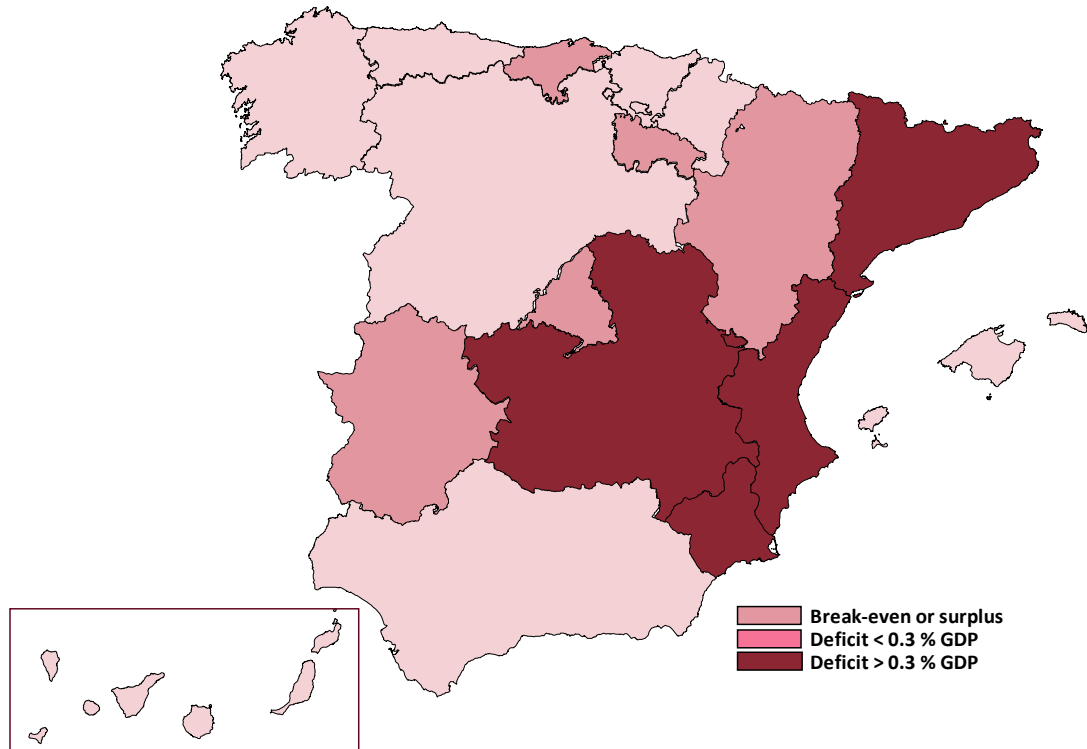 Break-even or surplus
Deficit < 0.3 % GDP
Deficit > 0.3 % GDP